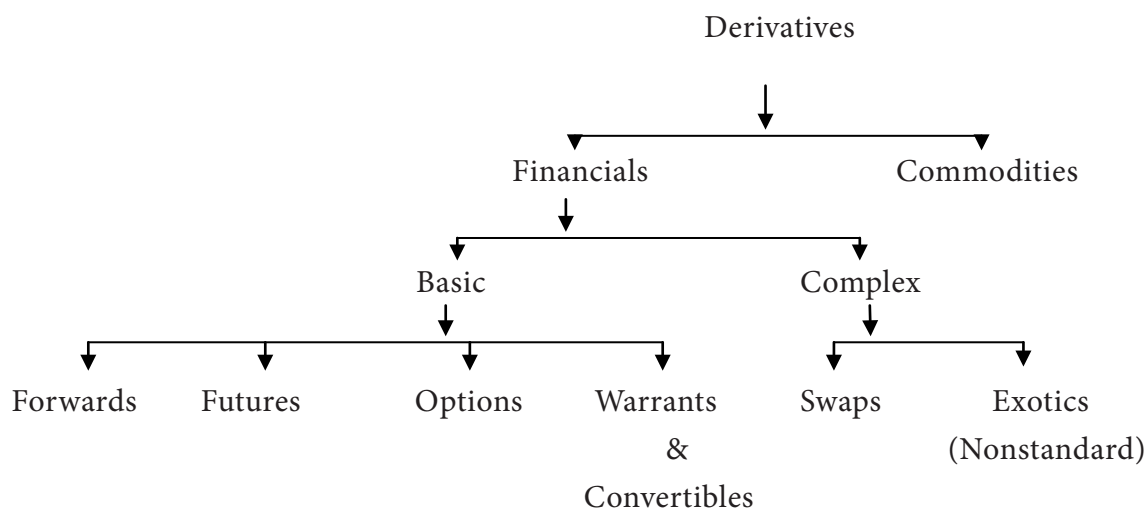 Derivatives
Financials Commodities
Basic Complex
Forwards Futures Options Warrants Swaps Exotics
& (Nonstandard)
Convertibles